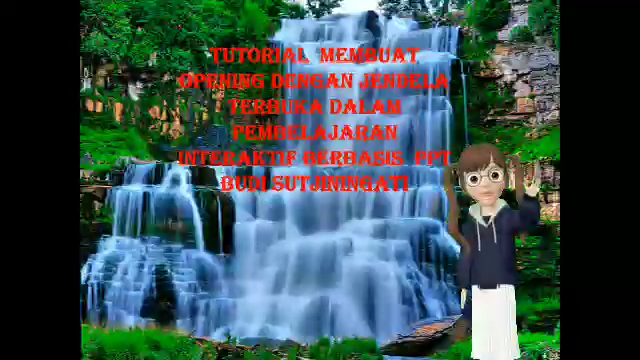 TUTORIAL MEMBUAT
OPENING DENGAN JENDELA
TERBUKA DALAM
PEMBELAJARAN
INTERAKTIF BERBASIS PPT
BUDI SUTJININGATI